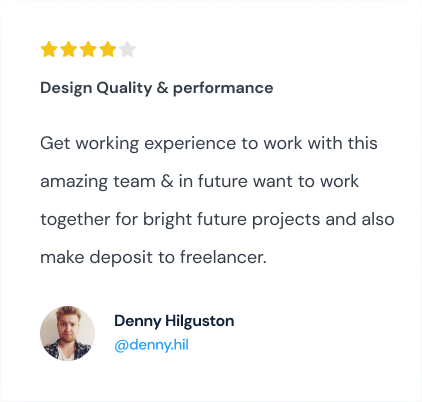 Design Quality & performance
Get working experience to work with this
amazing team & in future want to work
together for bright future projects and also
make deposit to freelancer.
Denny Hilguston
@denny.hil